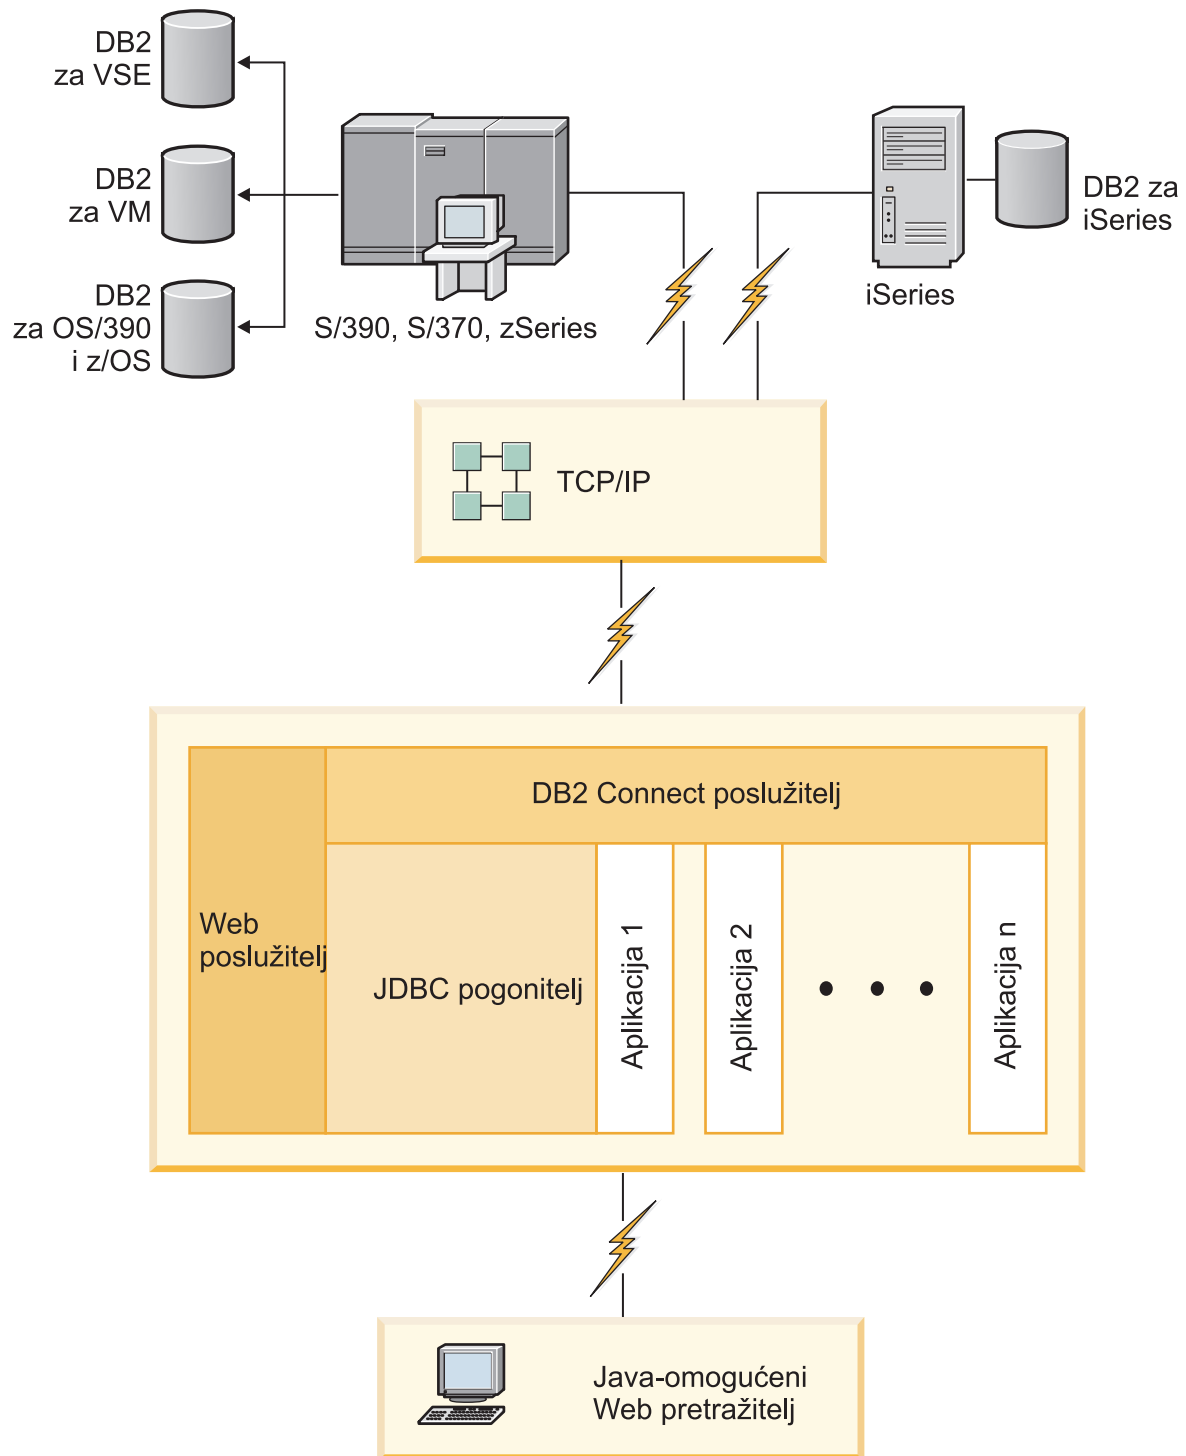 DB2
za VSE
DB2
za VM
DB2
za OS/390
i z/OS
S/390, S/370, zSeries
iSeries
DB2 za
iSeries
TCP/IP
DB2 Connect poslužitelj
Web
poslužitelj
JDBC pogonitelj
Aplikacija 1
Aplikacija 2
Aplikacija n
Java-omogućeni
Web pretražitelj